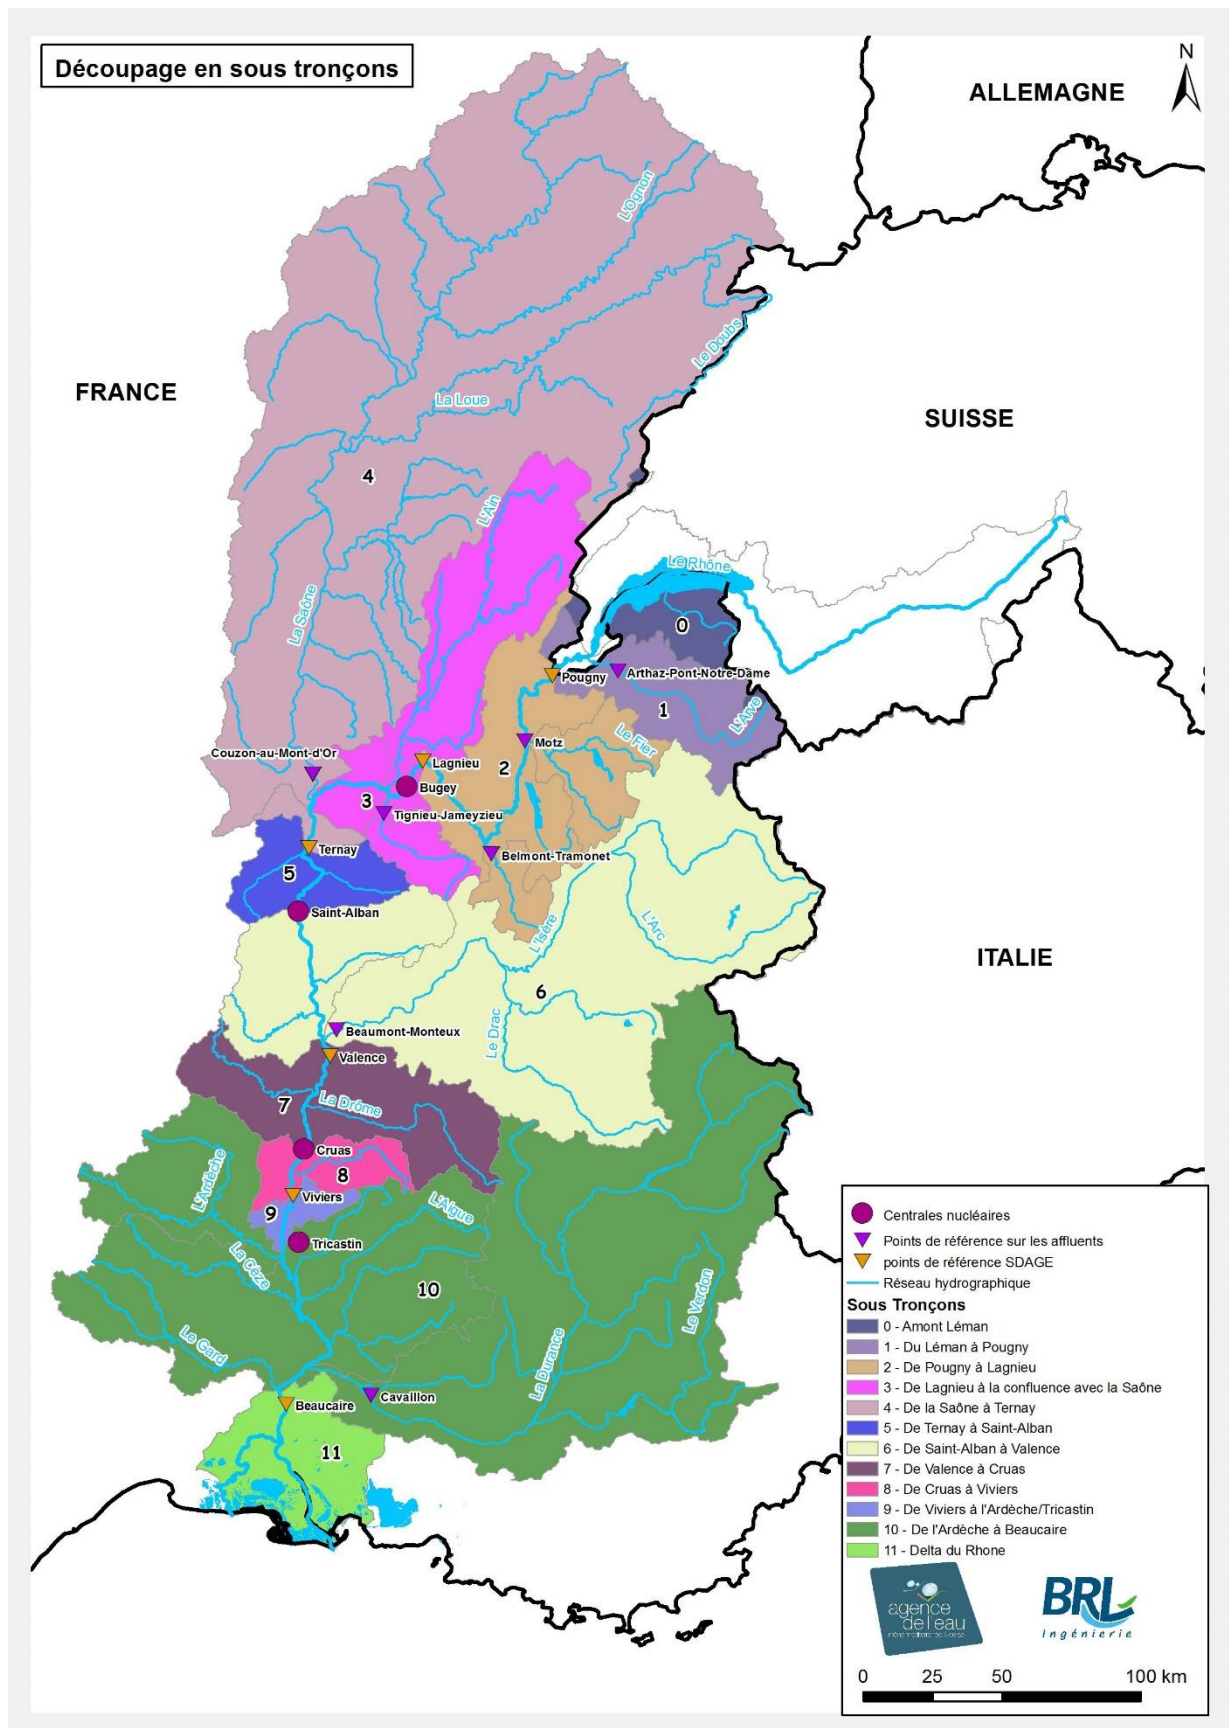 Découpage en sous tronçons
N
ALLEMAGNE
L'Ognon
Le Doubs
FRANCE
La Loue
SUISSE
4
L'Ain
Le Rhône
La Saône
0
Pougny
Arthaz-Pont-Notre-Dame
1
L'Arve
Motz
Le Fier
Couzon-au-Mont-d'Or
Lagnieu
2
Bugey
3
Tignieu-Jameyzieu
Ternay
Belmont-Tramonet
5
Saint-Alban
L'Isère
L'Arc
ITALIE
6
Beaumont-Monteux
Le Drac
Valence
7
La Drôme
Cruas
8
L'Ardèche
Viviers
9
L'Aigue
Tricastin
La Cèze
10
Le Verdon
Le Gard
La Durance
Cavaillon
Beaucaire
11
Centrales nucléaires
Points de référence sur les affluents
points de référence SDAGE
Réseau hydrographique
Sous Tronçons
0 - Amont Léman
1 - Du Léman à Pougny
2 - De Pougny à Lagnieu
3 - De Lagnieu à la confluence avec la Saône
4 - De la Saône à Ternay
5 - De Ternay à Saint-Alban
6 - De Saint-Alban à Valence
7 - De Valence à Cruas
8 - De Cruas à Viviers
9 - De Viviers à l'Ardèche/Tricastin
10 - De l'Ardèche à Beaucaire
11 - Delta du Rhone
agence
de l'eau
BRL
Ingénierie
0 25 50 100 km